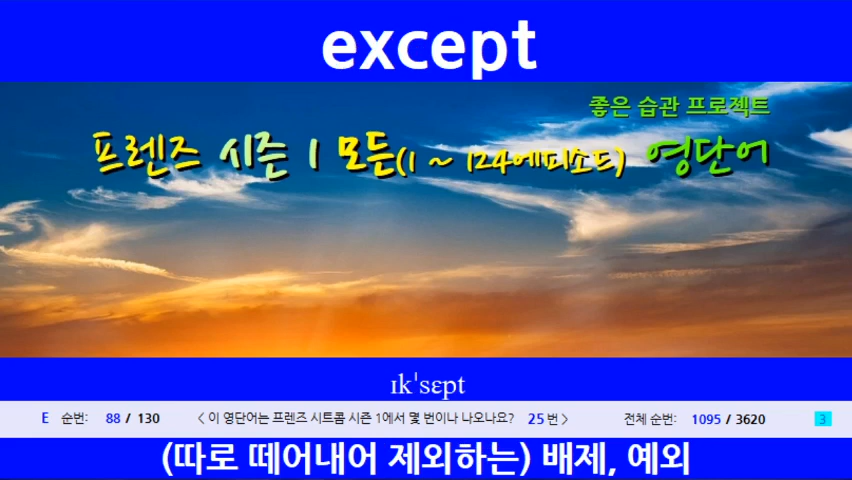 except
좋은 습관 프로젝트
프렌즈 시즌 1 모든(1 ~ 124에피소드) 영단어
ɪkˈsɛpt
E 순번: 88 / 130 < 이 영단어는 프렌즈 시트콤 시즌 1에서 몇 번이나 나오나요? 25 번 > 전체 순번: 1095 / 3620 3
(따로 떼어내어 제외하는) 배제, 예외